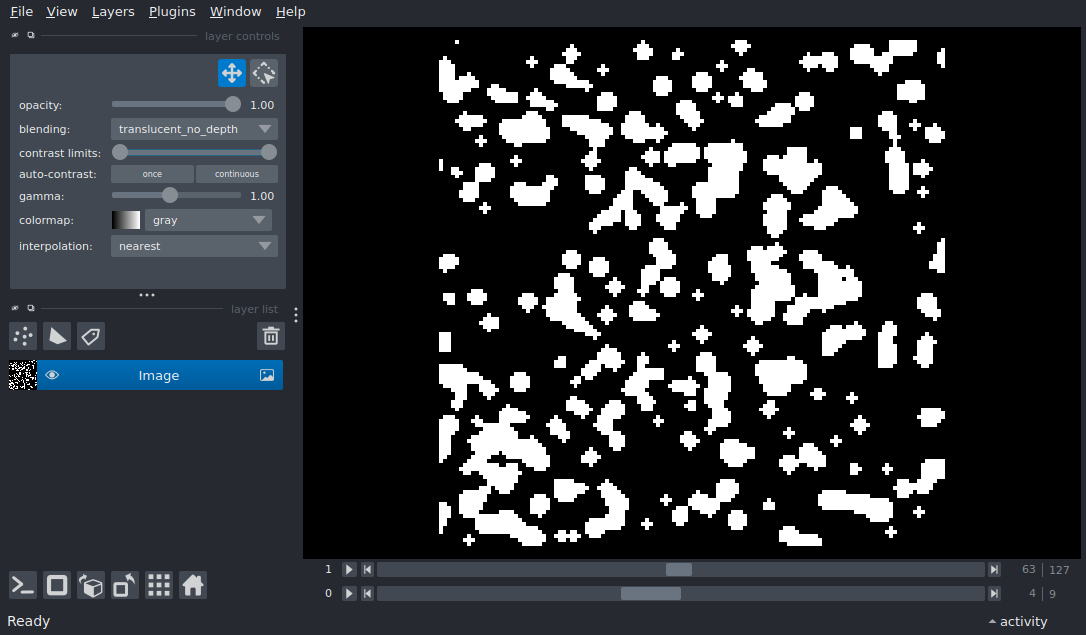 File View Layers Plugins Window Help
layer controls
opacity: 1.00
blending: translucent_no_depth
contrast limits:
auto-contrast: once continuous
gamma: 1.00
colormap: gray
interpolation: nearest
layer list
Image
1 63 127
0 4 9
Ready activity